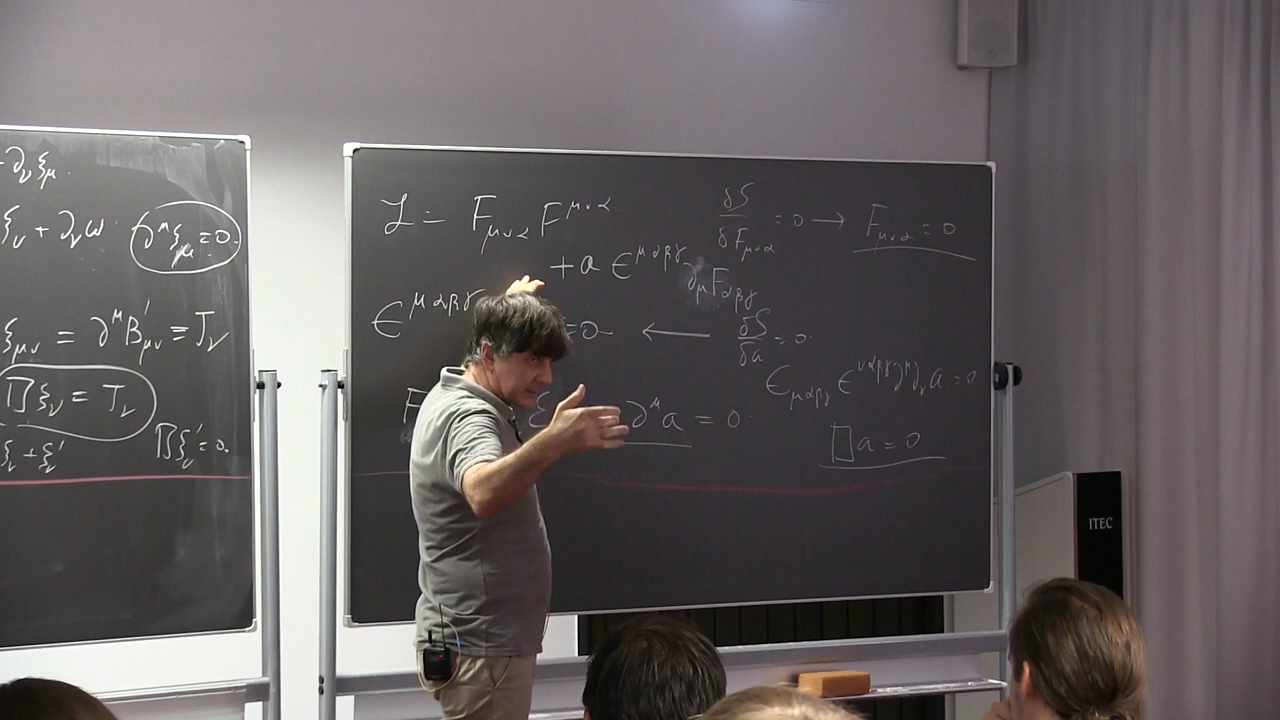 -∂_ν ξ_μ.
ξ_ν + ∂_ν ω. ∂^μ ξ_μ = 0.
ξ_μν = ∂^μ B'_μν = J_ν
□ξ_ν = J_ν
ξ_ν + ξ' □ξ'_ν = 0.
ℒ = F_μνα F^μνα.
+ a ϵ^μαβγ ∂_μ F_αβγ
δS / δF_μνα = 0 → F_μνα = 0
ϵ^μαβγ = 0 ← δS / δa = 0.
F ε ∂^μ a = 0.
ϵ_μαβγ ϵ^ναβγ ∂^μ ∂_ν a = 0
□a = 0
ITEC